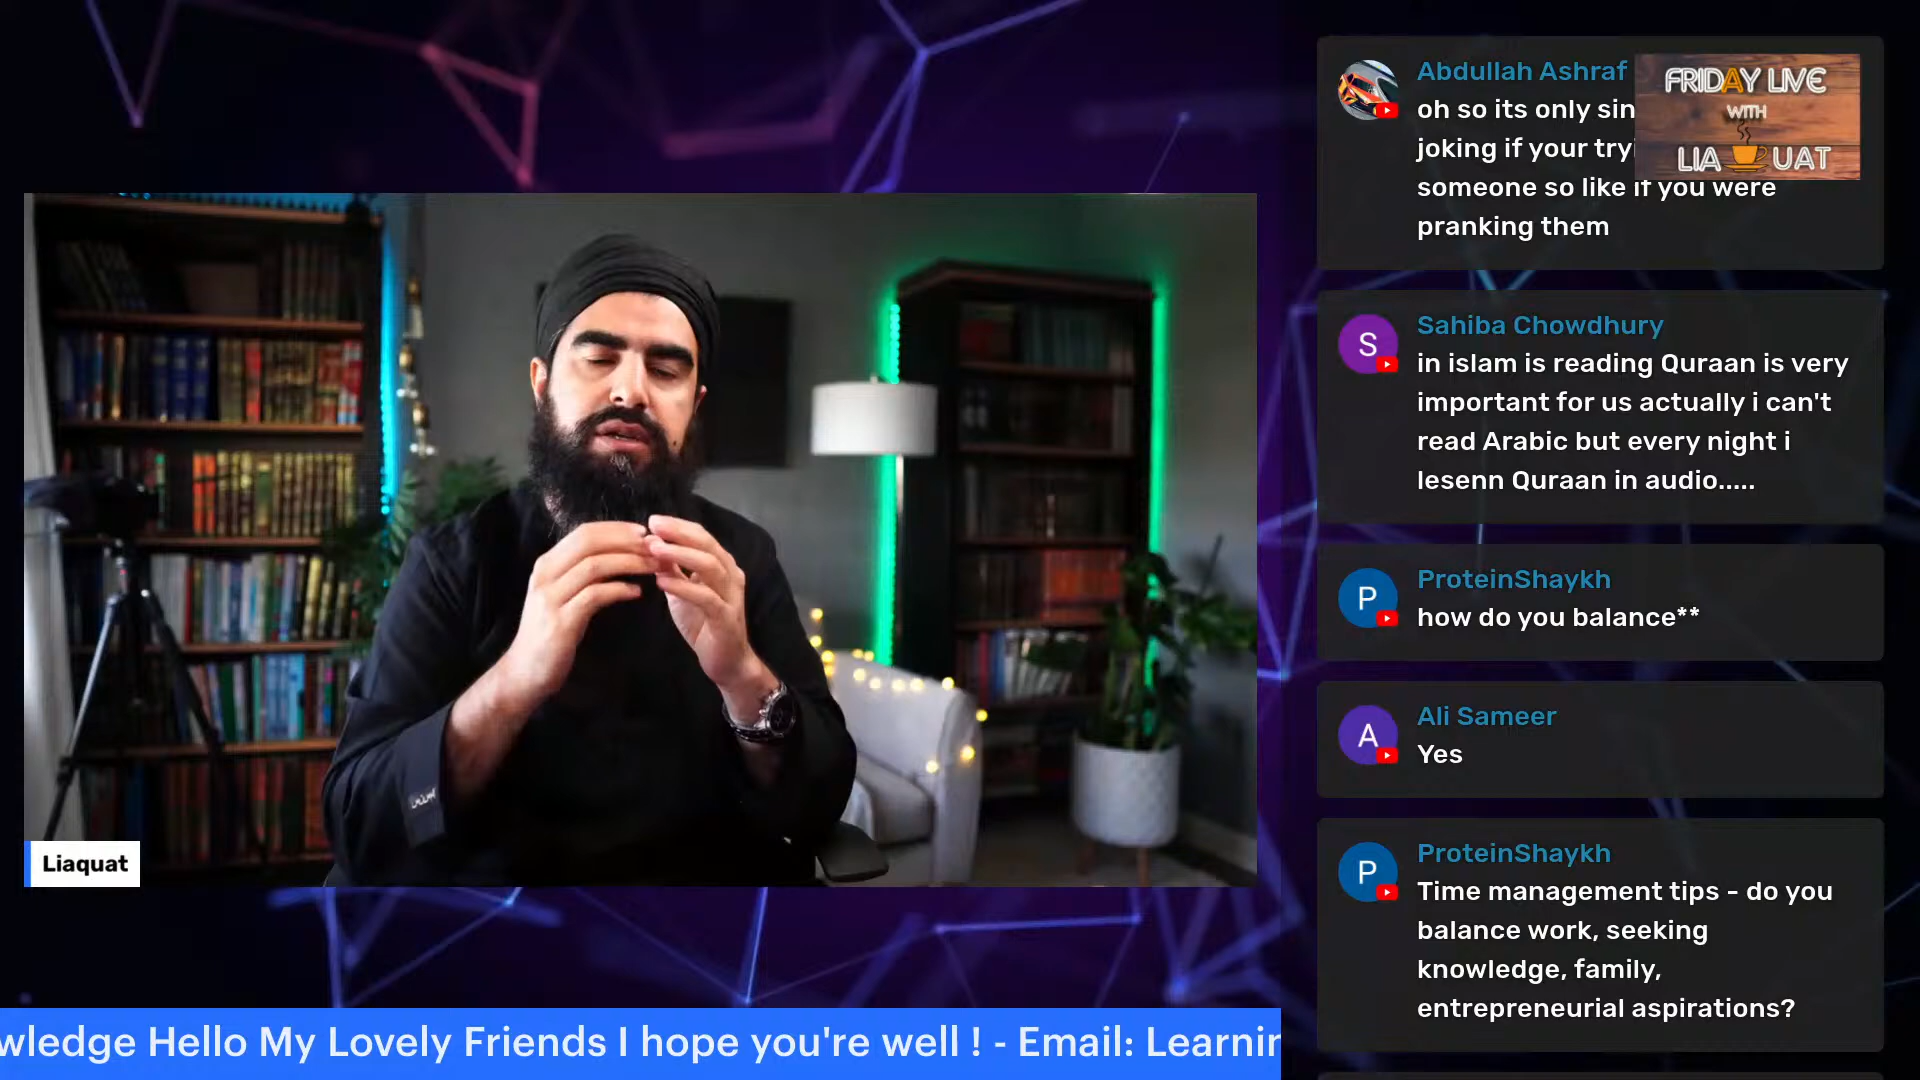 Abdullah Ashraf
oh so its only sin
joking if your tryi
someone so like if you were
pranking them
FRIDAY LIVE
WITH
LIA UAT
S
Sahiba Chowdhury
in islam is reading Quraan is very
important for us actually i can't
read Arabic but every night i
lesenn Quraan in audio.....
P
ProteinShaykh
how do you balance**
A
Ali Sameer
Yes
P
ProteinShaykh
Time management tips - do you
balance work, seeking
knowledge, family,
entrepreneurial aspirations?
Liaquat
wledge Hello My Lovely Friends I hope you're well ! - Email: Learnin